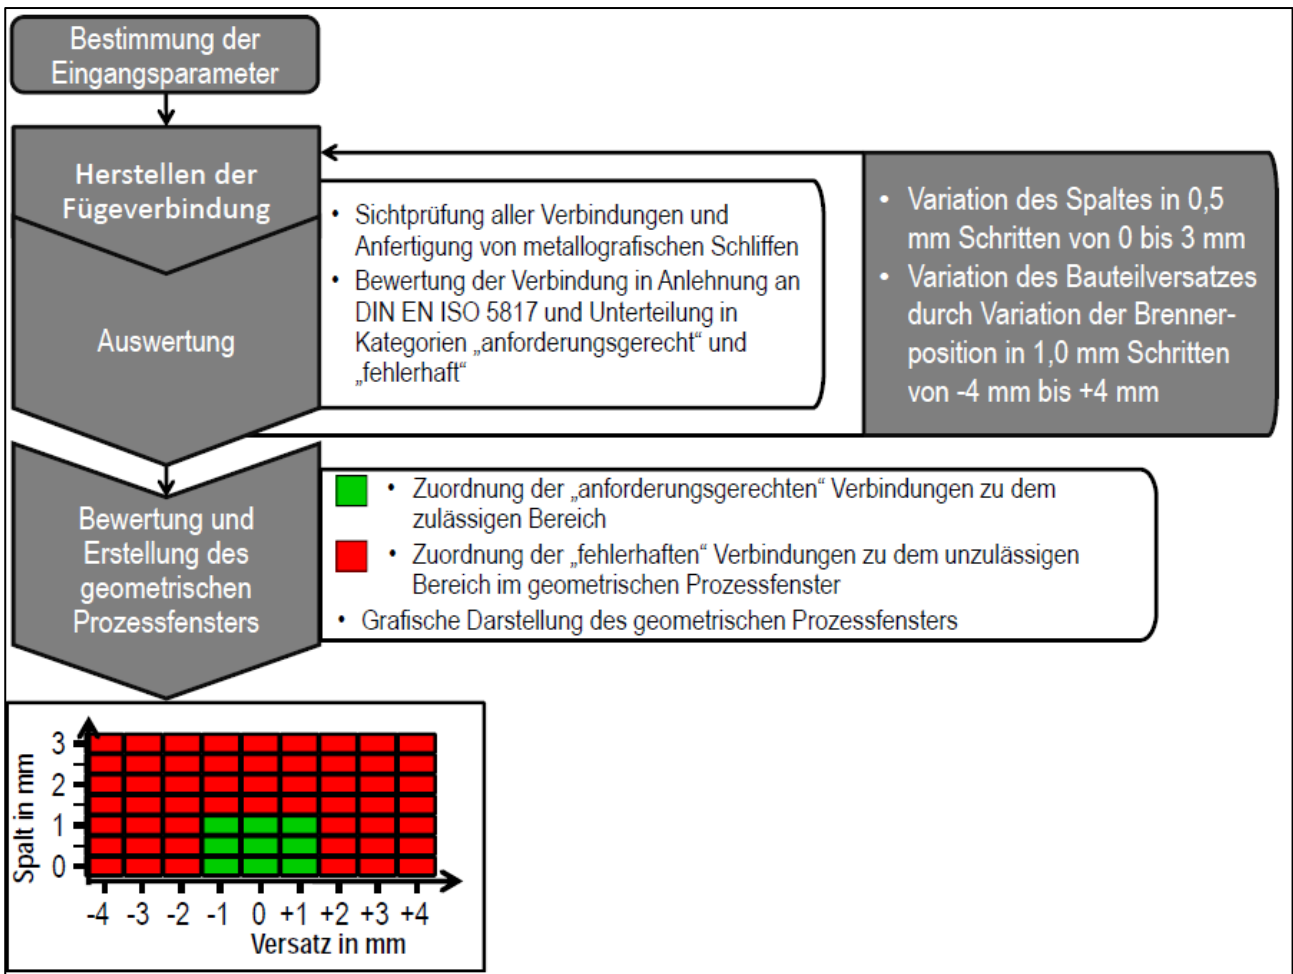 Bestimmung der
Eingangsparameter
Herstellen der
Fügeverbindung
Auswertung
• Sichtprüfung aller Verbindungen und
Anfertigung von metallografischen Schliffen
• Bewertung der Verbindung in Anlehnung an
DIN EN ISO 5817 und Unterteilung in
Kategorien „anforderungsgerecht“ und
„fehlerhaft“
• Variation des Spaltes in 0,5
mm Schritten von 0 bis 3 mm
• Variation des Bauteilversatzes
durch Variation der Brenner-
position in 1,0 mm Schritten
von -4 mm bis +4 mm
Bewertung und
Erstellung des
geometrischen
Prozessfensters
• Zuordnung der „anforderungsgerechten“ Verbindungen zu dem
zulässigen Bereich
• Zuordnung der „fehlerhaften“ Verbindungen zu dem unzulässigen
Bereich im geometrischen Prozessfenster
• Grafische Darstellung des geometrischen Prozessfensters
Spalt in mm
3
2
1
0
-4 -3 -2 -1 0 +1 +2 +3 +4
Versatz in mm